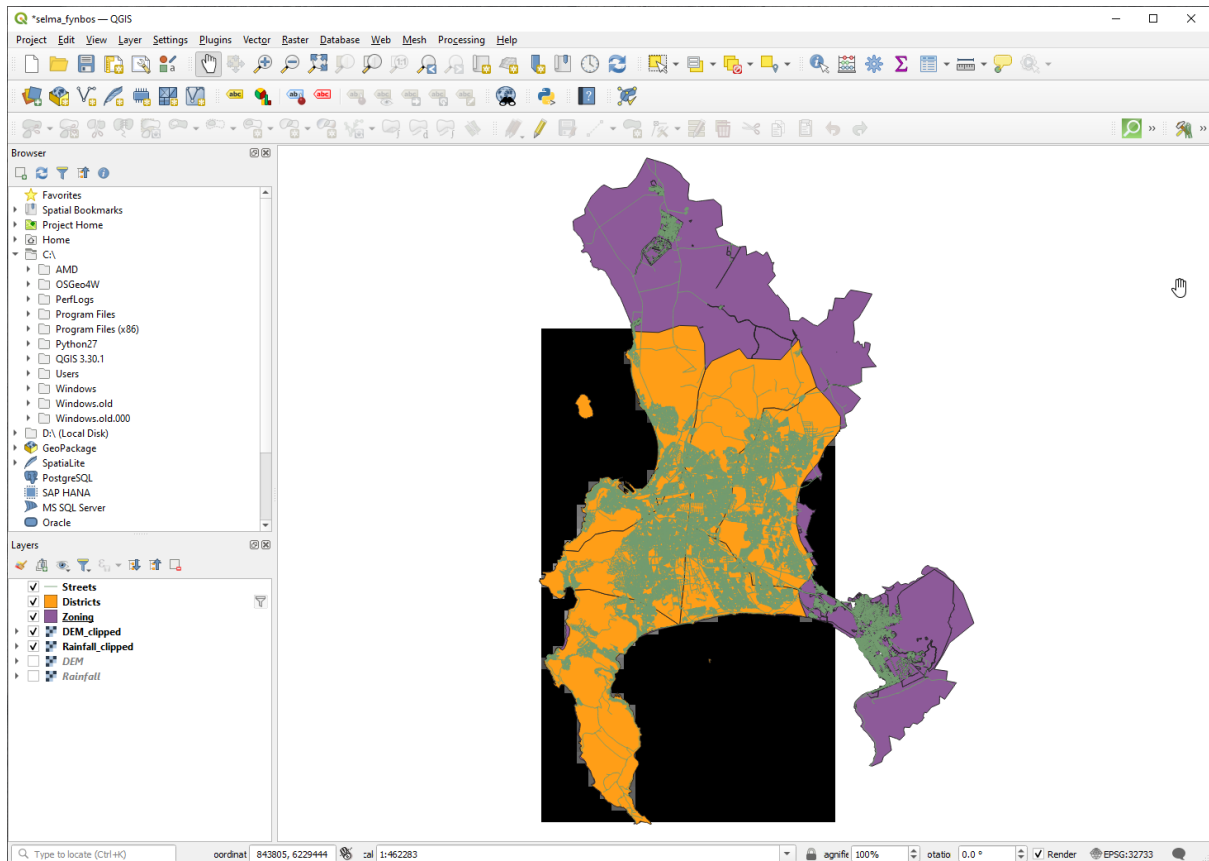 *selma_fynbos — QGIS
Project Edit View Layer Settings Plugins Vector Raster Database Web Mesh Processing Help
abc abc abc
Browser
Favorites
Spatial Bookmarks
Project Home
Home
C:\
AMD
OSGeo4W
PerfLogs
Program Files
Program Files (x86)
Python27
QGIS 3.30.1
Users
Windows
Windows.old
Windows.old.000
D:\ (Local Disk)
GeoPackage
SpatiaLite
PostgreSQL
SAP HANA
MS SQL Server
Oracle
Layers
Streets
Districts
Zoning
DEM_clipped
Rainfall_clipped
DEM
Rainfall
Type to locate (Ctrl+K) oordinat 843805, 6229444 :al 1:462283 agnifie 100% otatio 0.0 ° Render EPSG:32733